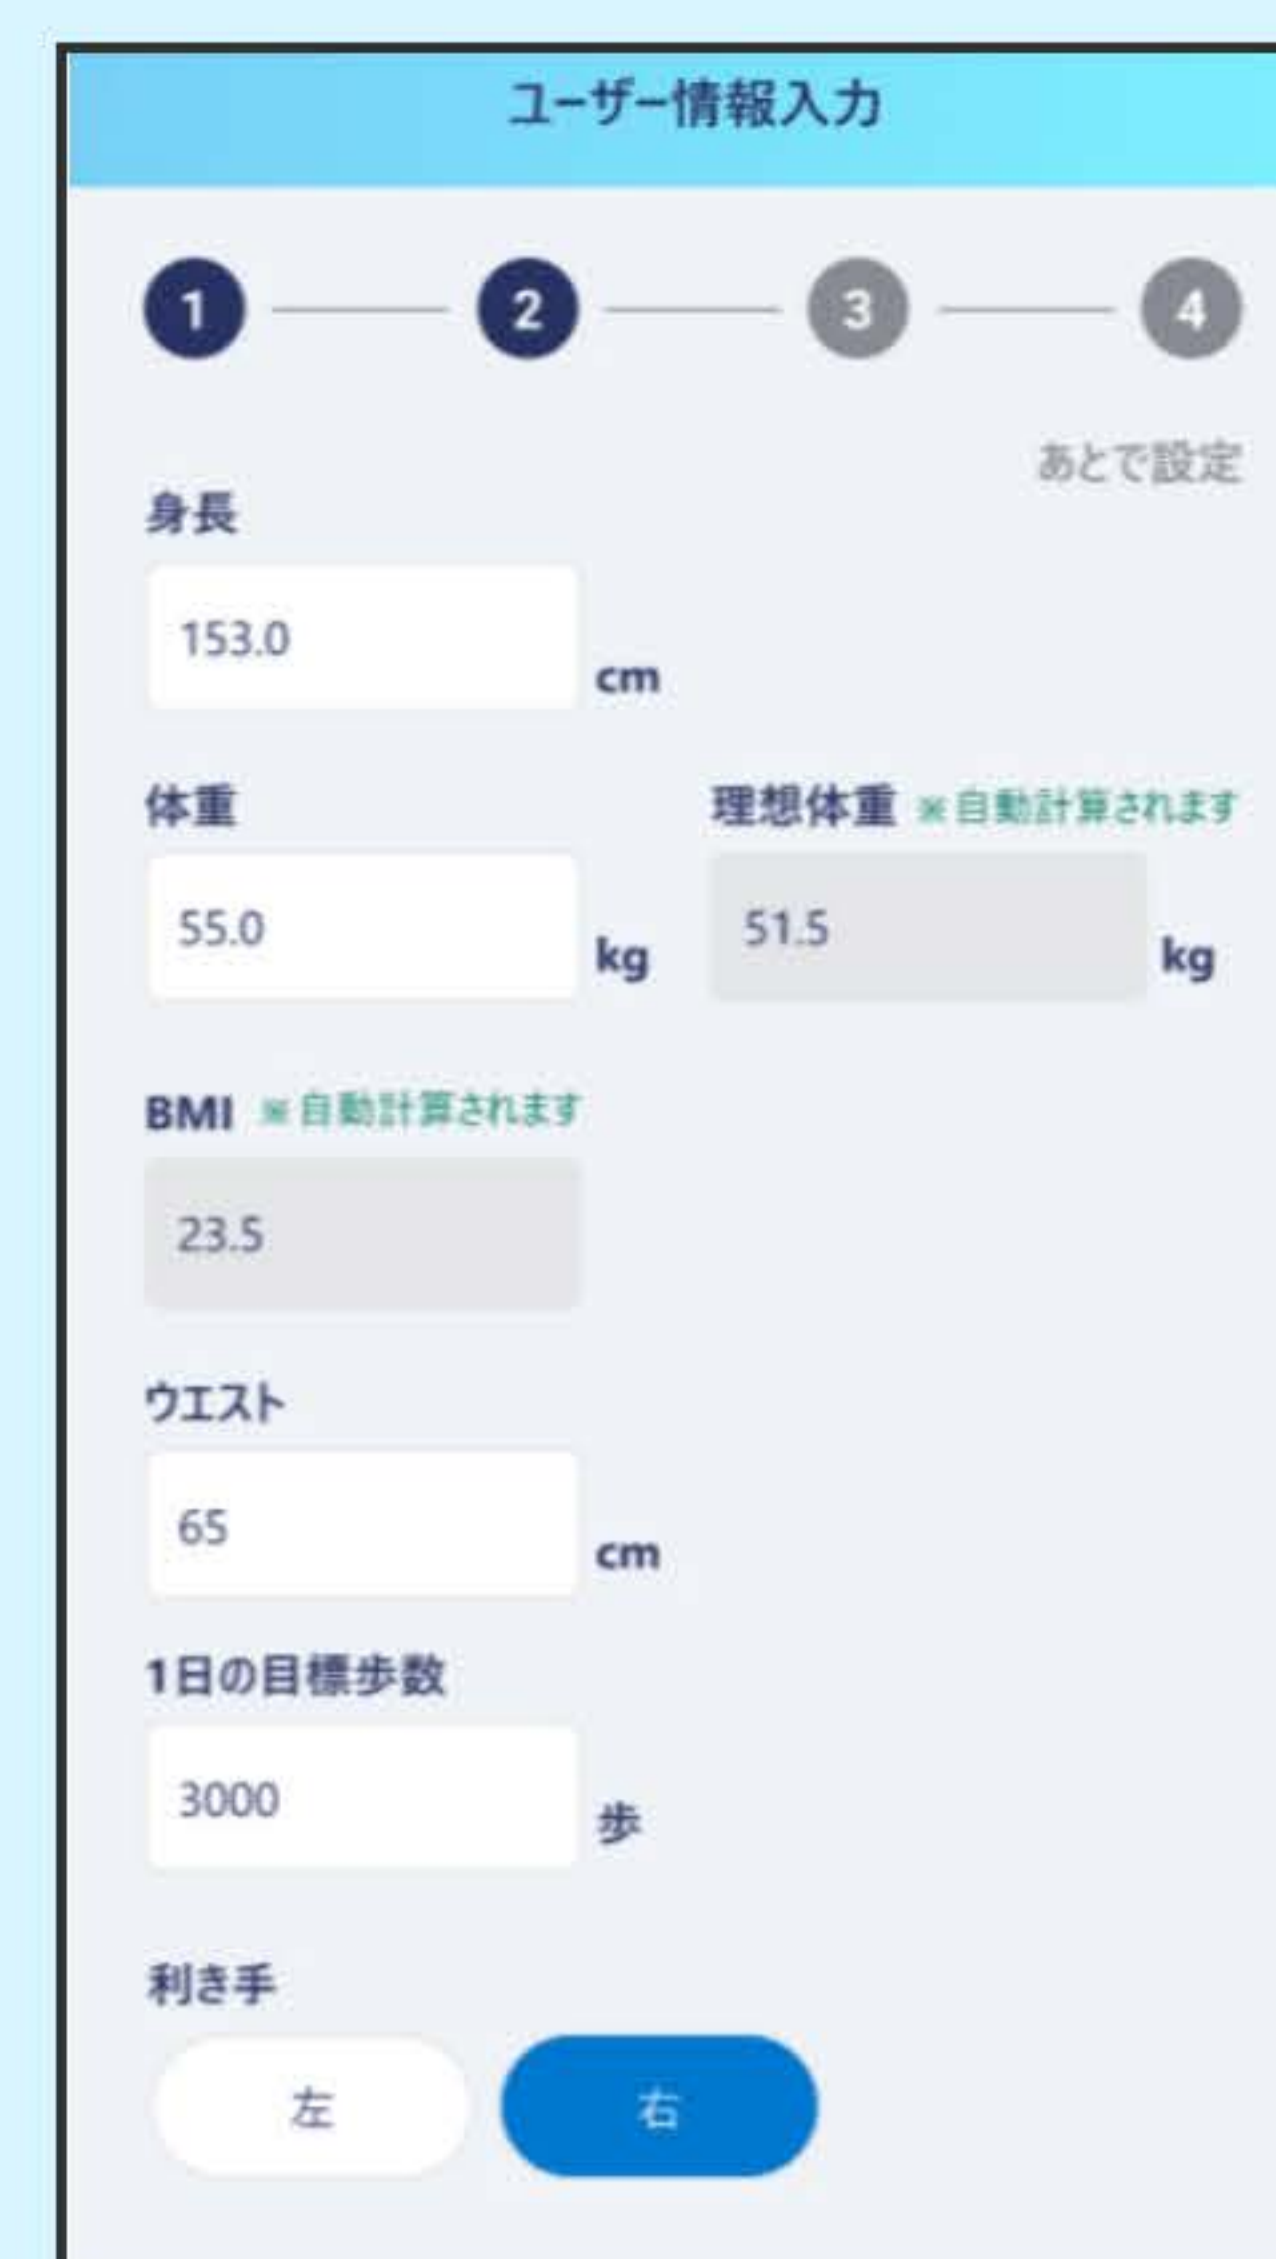 ユーザー情報入力
1 2 3 4
あとで設定
身長
153.0 cm
体重 理想体重 ※自動計算されます
55.0 kg 51.5 kg
BMI ※自動計算されます
23.5
ウエスト
65 cm
1日の目標歩数
3000 歩
利き手
左 右